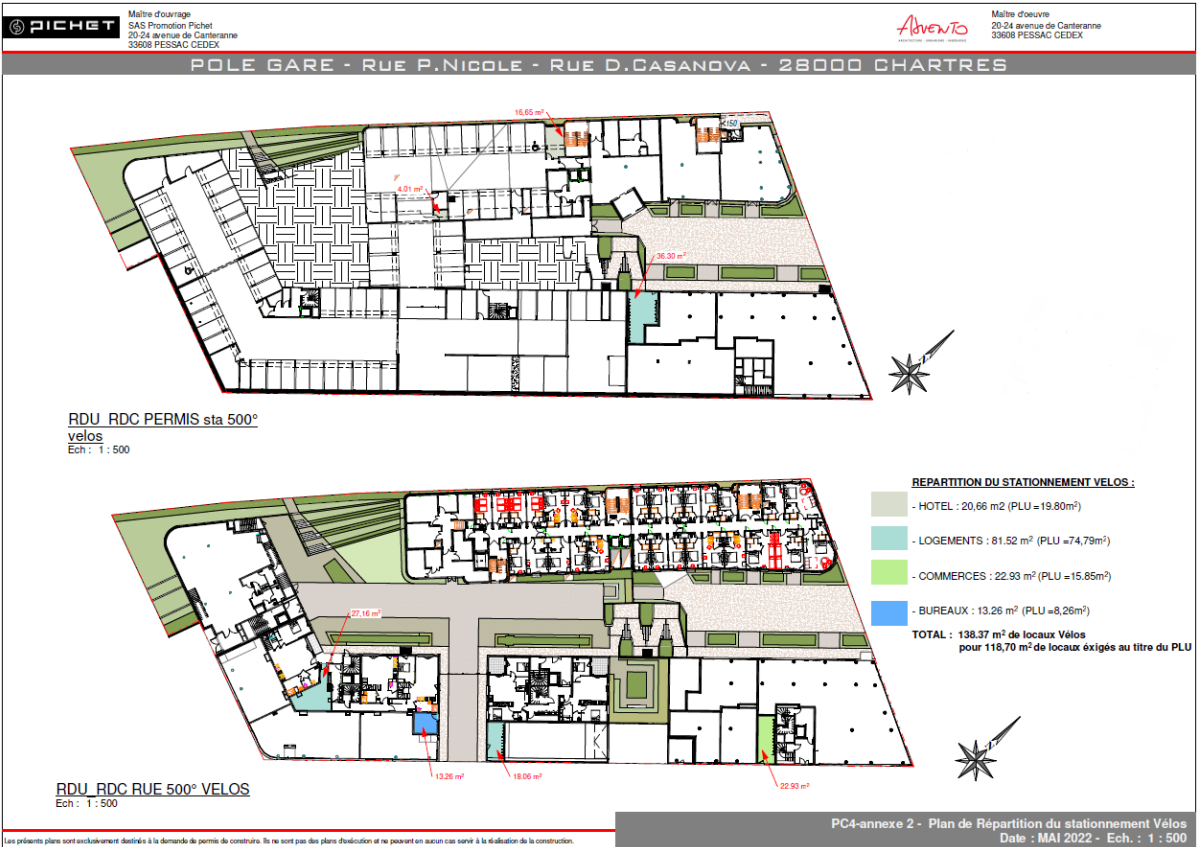 PICHET
Maître d'ouvrage
SAS Promotion Pichet
20-24 avenue de Canteranne
33608 PESSAC CEDEX
ADVENTO
Maître d'oeuvre
20-24 avenue de Canteranne
33608 PESSAC CEDEX
POLE GARE - RUE P.NICOLE - RUE D.CASANOVA - 28000 CHARTRES
16,65 m²
4.01 m²
36.30 m²
RDU RDC PERMIS sta 500°
velos
Ech : 1 : 500
REPARTITION DU STATIONNEMENT VELOS :
- HOTEL : 20,66 m2 (PLU =19.80m²)
- LOGEMENTS : 81.52 m² (PLU =74,79m²)
- COMMERCES : 22.93 m² (PLU =15.85m²)
- BUREAUX : 13.26 m² (PLU =8,26m²)
TOTAL : 138.37 m² de locaux Vélos
pour 118,70 m² de locaux éxigés au titre du PLU
27,16 m²
13.26 m²
18.06 m²
22.93 m²
RDU_RDC RUE 500° VELOS
Ech : 1 : 500
PC4-annexe 2 - Plan de Répartition du stationnement Vélos
Date : MAI 2022 - Ech. : 1 : 500
Les présents plans sont exclusivement destinés à la demande de permis de construire. Ils ne sont pas des plans d'exécution et ne peuvent en aucun cas servir à la réalisation de la construction.